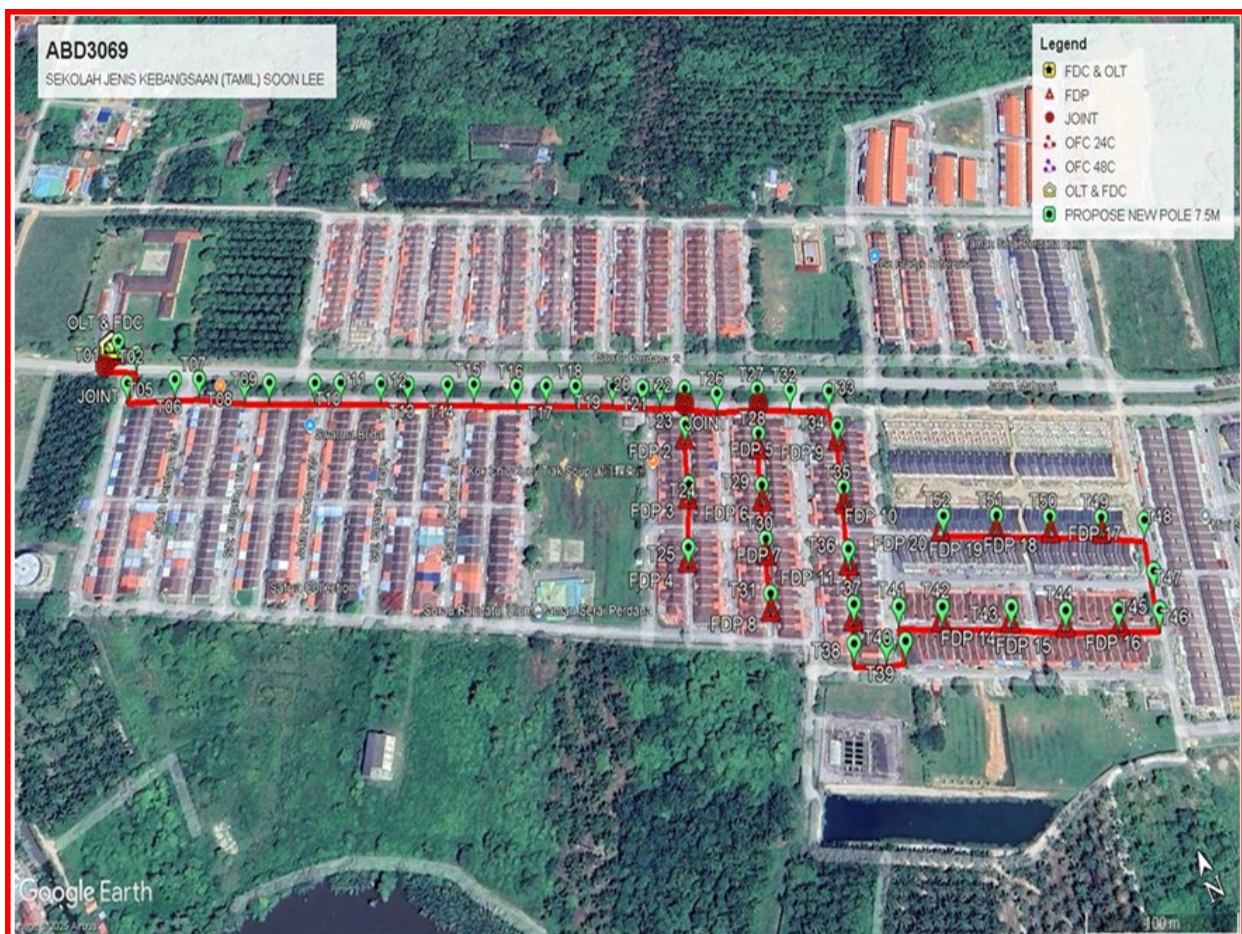 ABD3069
SEKOLAH JENIS KEBANGSAAN (TAMIL) SOON LEE
Legend
FDC & OLT
FDP
JOINT
OFC 24C
OFC 48C
OLT & FDC
PROPOSE NEW POLE 7.5M
OLT & FDC
T01
T02
JOINT
T05
T06
T07
T08
T09
T10
T11
T12
T13
T14
T15
T16
T17
T18
T19
T20
T21
T22
T23
JOINT
T26
T27
T28
T32
T33
T34
FDP 2
FDP 5
FDP 9
T24
T29
T35
FDP 3
FDP 6
FDP 10
T30
T25
FDP 7
T36
FDP 4
FDP 11
T31
FDP 8
T37
T38
T39
T40
T41
T42
T43
T44
T45
T46
FDP 14
FDP 15
FDP 16
T47
T48
T49
T50
T51
T52
FDP 17
FDP 18
FDP 19
FDP 20
Google Earth
100 m
N